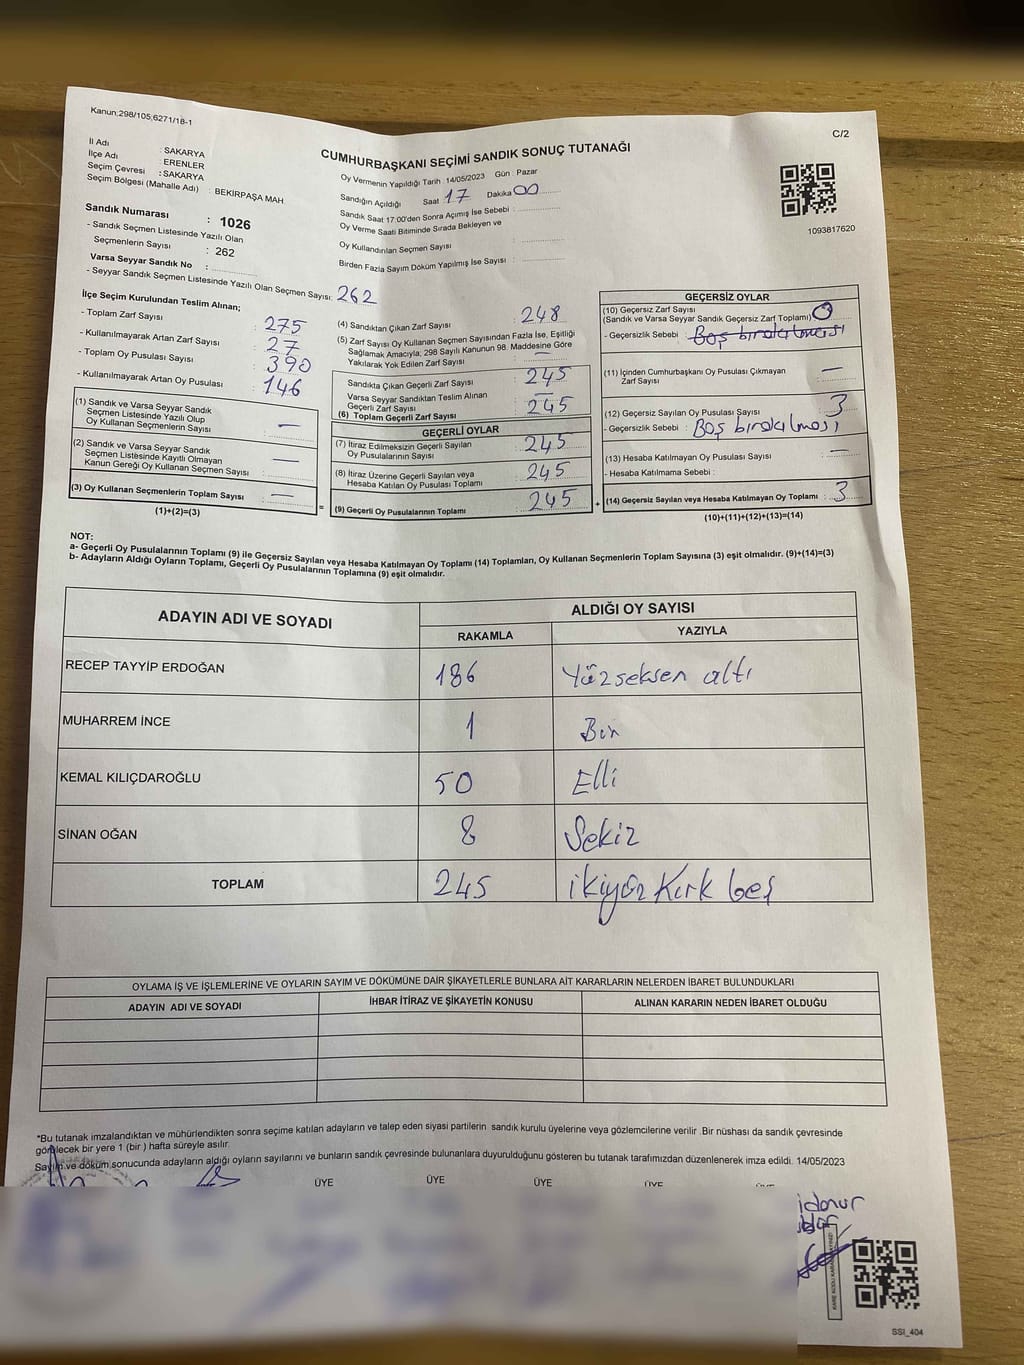 Kanun;298/105;6271/18-1
C/2
CUMHURBAŞKANI SEÇİMİ SANDIK SONUÇ TUTANAĞI
İl Adı : SAKARYA
İlçe Adı : ERENLER
Seçim Çevresi : SAKARYA
Seçim Bölgesi (Mahalle Adı) : BEKİRPAŞA MAH
Sandık Numarası : 1026
- Sandık Seçmen Listesinde Yazılı Olan
Seçmenlerin Sayısı : 262
Varsa Seyyar Sandık No :
- Seyyar Sandık Seçmen Listesinde Yazılı Olan Seçmen Sayısı: 262
Oy Vermenin Yapıldığı Tarih : 14/05/2023 Gün : Pazar
Sandığın Açıldığı Saat 17 Dakika 00
Sandık Saat 17:00'den Sonra Açımış İse Sebebi :
Oy Verme Saati Bitiminde Sırada Bekleyen ve
Oy Kullandırılan Seçmen Sayısı :
Birden Fazla Sayım Döküm Yapılmış İse Sayısı :
1093817620
İlçe Seçim Kurulundan Teslim Alınan;
- Toplam Zarf Sayısı : 275
- Kullanılmayarak Artan Zarf Sayısı : 27
- Toplam Oy Pusulası Sayısı : 390
- Kullanılmayarak Artan Oy Pusulası : 146
(1) Sandık ve Varsa Seyyar Sandık
Seçmen Listesinde Yazılı Olup
Oy Kullanan Seçmenlerin Sayısı : —
(2) Sandık ve Varsa Seyyar Sandık
Seçmen Listesinde Kayıtlı Olmayan
Kanun Gereği Oy Kullanan Seçmen Sayısı : —
(3) Oy Kullanan Seçmenlerin Toplam Sayısı : —
(1)+(2)=(3)
=
(4) Sandıktan Çıkan Zarf Sayısı : 248
(5) Zarf Sayısı Oy Kullanan Seçmen Sayısından Fazla İse, Eşitliği
Sağlamak Amacıyla; 298 Sayılı Kanunun 98. Maddesine Göre
Yakılarak Yok Edilen Zarf Sayısı : —
Sandıkta Çıkan Geçerli Zarf Sayısı : 245
Varsa Seyyar Sandıktan Teslim Alınan
Geçerli Zarf Sayısı : —
(6) Toplam Geçerli Zarf Sayısı : 245
GEÇERLİ OYLAR
(7) İtiraz Edilmeksizin Geçerli Sayılan
Oy Pusulalarının Sayısı : 245
(8) İtiraz Üzerine Geçerli Sayılan veya
Hesaba Katılan Oy Pusulası Toplamı : 245
(9) Geçerli Oy Pusulalarının Toplamı : 245
+
GEÇERSİZ OYLAR
(10) Geçersiz Zarf Sayısı
(Sandık ve Varsa Seyyar Sandık Geçersiz Zarf Toplamı) : 0
- Geçersizlik Sebebi : Boş bırakılması
(11) İçinden Cumhurbaşkanı Oy Pusulası Çıkmayan
Zarf Sayısı : —
(12) Geçersiz Sayılan Oy Pusulası Sayısı : 3
- Geçersizlik Sebebi : Boş bırakılması
(13) Hesaba Katılmayan Oy Pusulası Sayısı : —
- Hesaba Katılmama Sebebi :
(14) Geçersiz Sayılan veya Hesaba Katılmayan Oy Toplamı : 3
(10)+(11)+(12)+(13)=(14)
NOT:
a- Geçerli Oy Pusulalarının Toplamı (9) ile Geçersiz Sayılan veya Hesaba Katılmayan Oy Toplamı (14) Toplamları, Oy Kullanan Seçmenlerin Toplam Sayısına (3) eşit olmalıdır. (9)+(14)=(3)
b- Adayların Aldığı Oyların Toplamı, Geçerli Oy Pusulalarının Toplamına (9) eşit olmalıdır.
ADAYIN ADI VE SOYADI
ALDIĞI OY SAYISI
RAKAMLA YAZIYLA
RECEP TAYYİP ERDOĞAN 186 Yüzseksen altı
MUHARREM İNCE 1 Bir
KEMAL KILIÇDAROĞLU 50 Elli
SİNAN OĞAN 8 Sekiz
TOPLAM 245 ikiyüz Kırk beş
OYLAMA İŞ VE İŞLEMLERİNE VE OYLARIN SAYIM VE DÖKÜMÜNE DAİR ŞİKAYETLERLE BUNLARA AİT KARARLARIN NELERDEN İBARET BULUNDUKLARI
ADAYIN ADI VE SOYADI İHBAR İTİRAZ VE ŞİKAYETİN KONUSU ALINAN KARARIN NEDEN İBARET OLDUĞU
*Bu tutanak imzalandıktan ve mühürlendikten sonra seçime katılan adayların ve talep eden siyasi partilerin sandık kurulu üyelerine veya gözlemcilerine verilir .Bir nüshası da sandık çevresinde
görülecek bir yere 1 (bir ) hafta süreyle asılır.
Sayım ve döküm sonucunda adayların aldığı oyların sayılarını ve bunların sandık çevresinde bulunanlara duyurulduğunu gösteren bu tutanak tarafımızdan düzenlenerek imza edildi. 14/05/2023
ÜYE ÜYE ÜYE ÜYE ÜYE
SSI_404